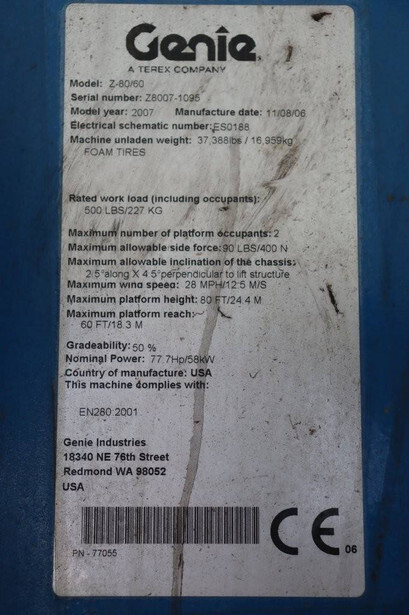 Genie
A TEREX COMPANY
Model: Z-80/60
Serial number: Z8007-1095
Model year: 2007 Manufacture date: 11/08/06
Electrical schematic number: ES0188
Machine unladen weight: 37,388lbs / 16,959kg
FOAM TIRES
Rated work load (including occupants):
500 LBS/227 KG
Maximum number of platform occupants: 2
Maximum allowable side force: 90 LBS/400 N
Maximum allowable inclination of the chassis:
2.5°along X 4.5°perpendicular to lift structure
Maximum wind speed: 28 MPH/12.5 M/S
Maximum platform height: 80 FT/24.4 M
Maximum platform reach:
60 FT/18.3 M
Gradeability: 50 %
Nominal Power: 77.7Hp/58kW
Country of manufacture: USA
This machine complies with:
EN280:2001
Genie Industries
18340 NE 76th Street
Redmond WA 98052
USA
PN - 77055
CE 06